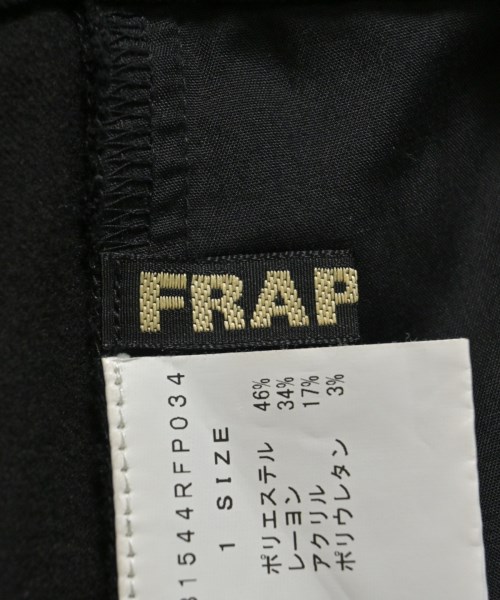 FRAP
31544RFP034
1 SIZE
ポリエステル 46%
レーヨン 34%
アクリル 17%
ポリウレタン 3%